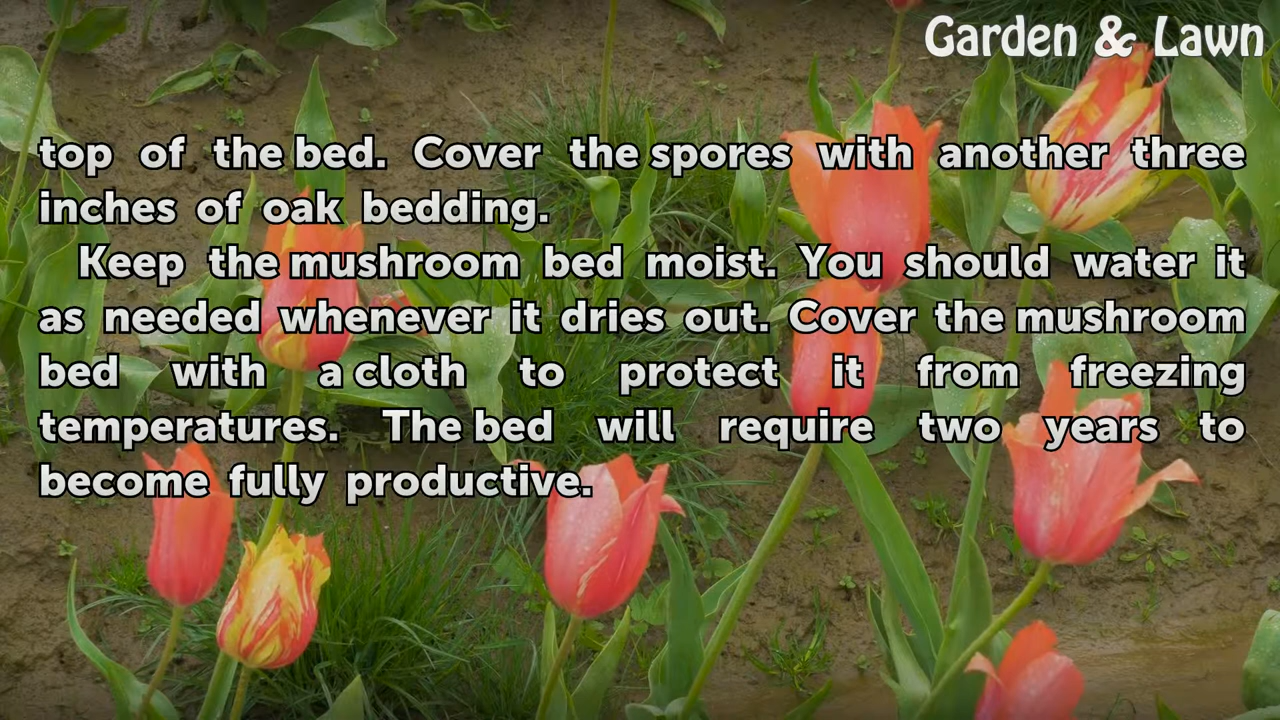 Garden & Lawn
top of the bed. Cover the spores with another three
inches of oak bedding.
Keep the mushroom bed moist. You should water it
as needed whenever it dries out. Cover the mushroom
bed with a cloth to protect it from freezing
temperatures. The bed will require two years to
become fully productive.